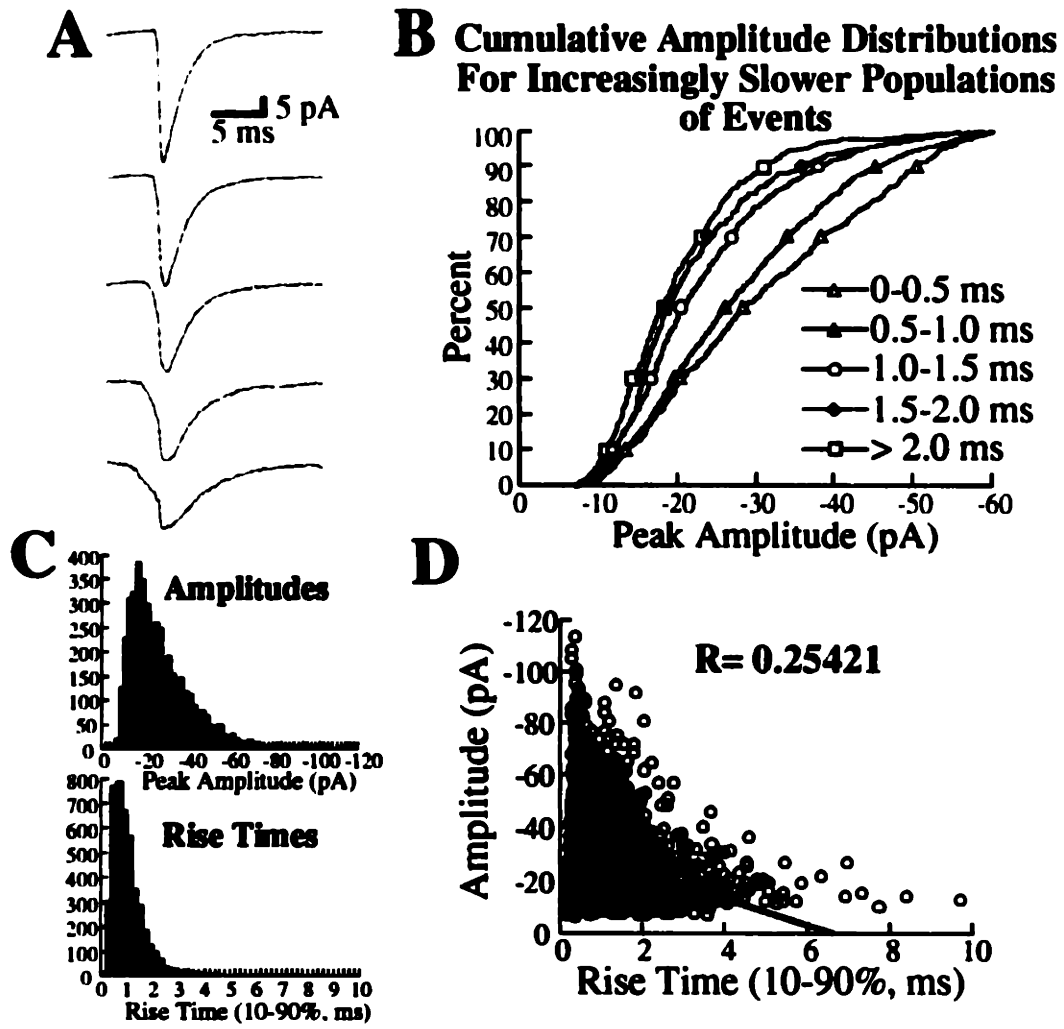 A
5 pA
5 ms
B
Cumulative Amplitude Distributions
For Increasingly Slower Populations
of Events
100
90
80
70
60
50
40
30
20
10
0
Percent
0 -10 -20 -30 -40 -50 -60
Peak Amplitude (pA)
0-0.5 ms
0.5-1.0 ms
1.0-1.5 ms
1.5-2.0 ms
> 2.0 ms
C
Amplitudes
400
350
300
250
200
150
100
50
0
0 -20 -40 -60 -80 -100 -120
Peak Amplitude (pA)
Rise Times
800
700
600
500
400
300
200
100
0
0 1 2 3 4 5 6 7 8 9 10
Rise Time (10-90%, ms)
D
R= 0.25421
-120
-100
-80
-60
-40
-20
0
Amplitude (pA)
0 2 4 6 8 10
Rise Time (10-90%, ms)